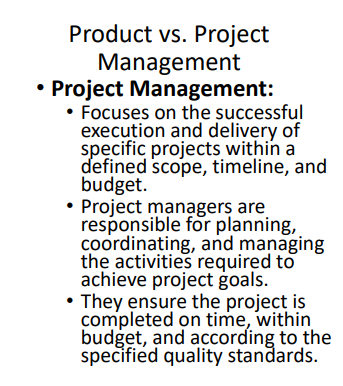 Product vs. Project
Management
• Project Management:
• Focuses on the successful
execution and delivery of
specific projects within a
defined scope, timeline, and
budget.
• Project managers are
responsible for planning,
coordinating, and managing
the activities required to
achieve project goals.
• They ensure the project is
completed on time, within
budget, and according to the
specified quality standards.